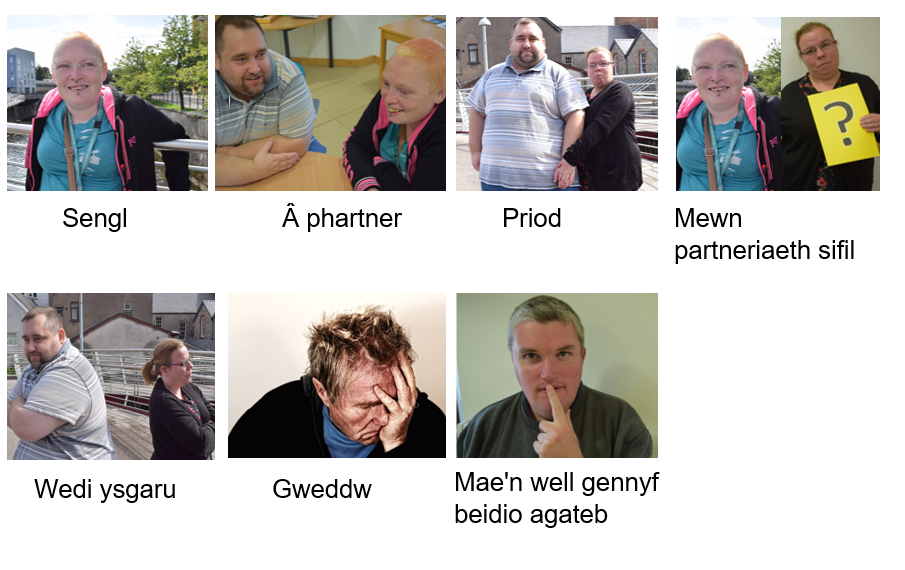 Sengl
Â phartner
Priod
Mewn
partneriaeth sifil
?
Wedi ysgaru
Gweddw
Mae'n well gennyf
beidio agateb